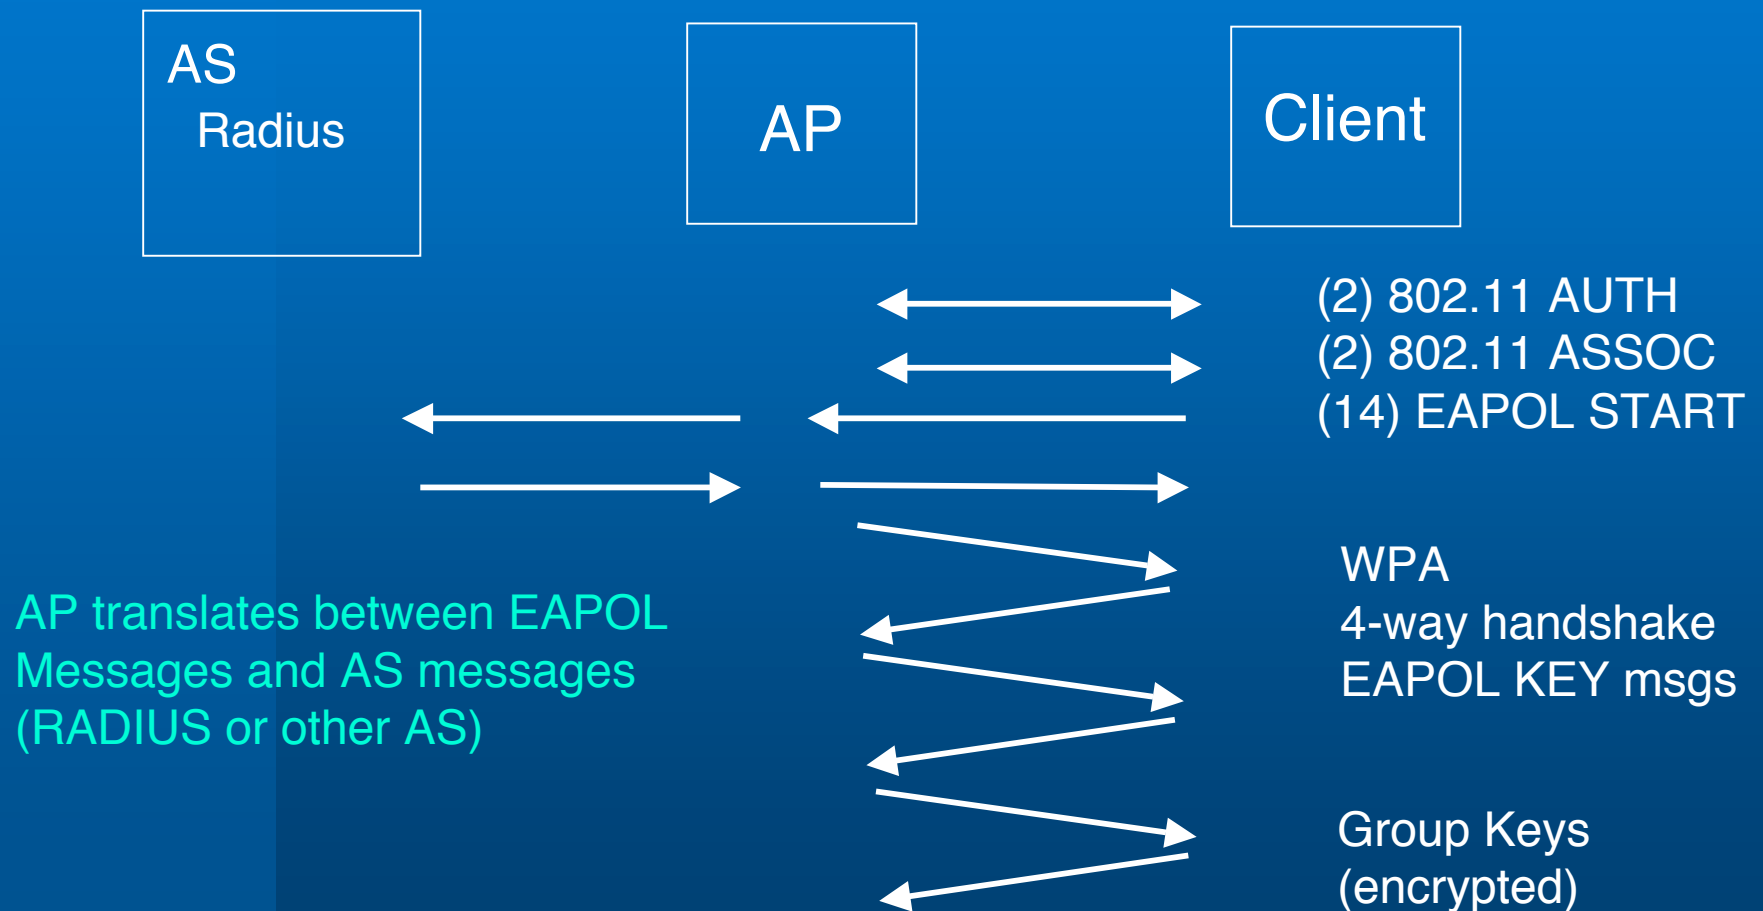 AS
Radius
AP
Client
(2) 802.11 AUTH
(2) 802.11 ASSOC
(14) EAPOL START
AP translates between EAPOL
Messages and AS messages
(RADIUS or other AS)
WPA
4-way handshake
EAPOL KEY msgs
Group Keys
(encrypted)